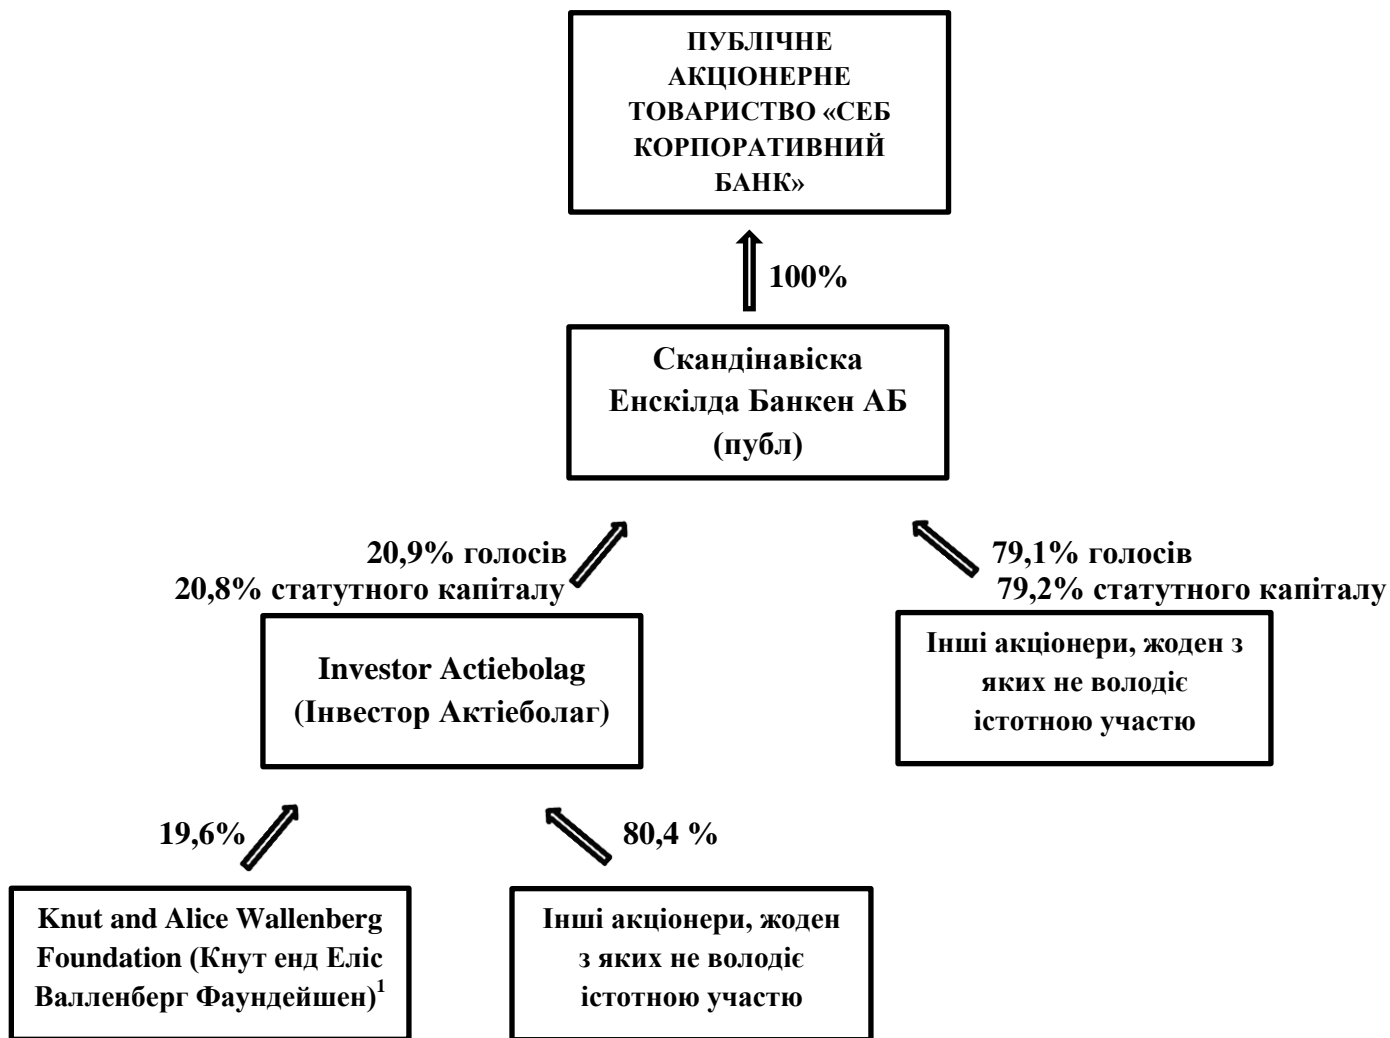 ПУБЛІЧНЕ
АКЦІОНЕРНЕ
ТОВАРИСТВО «СЕБ
КОРПОРАТИВНИЙ
БАНК»
100%
Скандінавіска
Енскілда Банкен АБ
(публ)
20,9% голосів
20,8% статутного капіталу
79,1% голосів
79,2% статутного капіталу
Investor Actiebolag
(Інвестор Актіеболаг)
Інші акціонери, жоден з
яких не володіє
істотною участю
19,6%
80,4 %
Knut and Alice Wallenberg
Foundation (Кнут енд Еліс
Валленберг Фаундейшен)¹
Інші акціонери, жоден
з яких не володіє
істотною участю